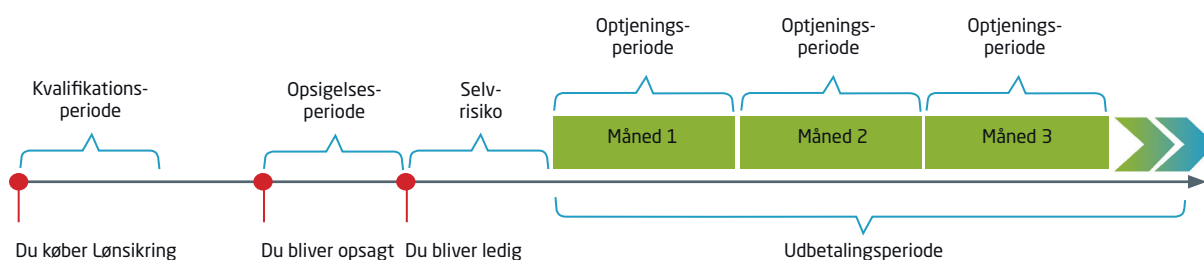 Kvalifikations-
periode
Opsigelses-
periode
Selv-
risiko
Optjenings-
periode
Optjenings-
periode
Optjenings-
periode
Måned 1
Måned 2
Måned 3
Du køber Lønsikring
Du bliver opsagt
Du bliver ledig
Udbetalingsperiode